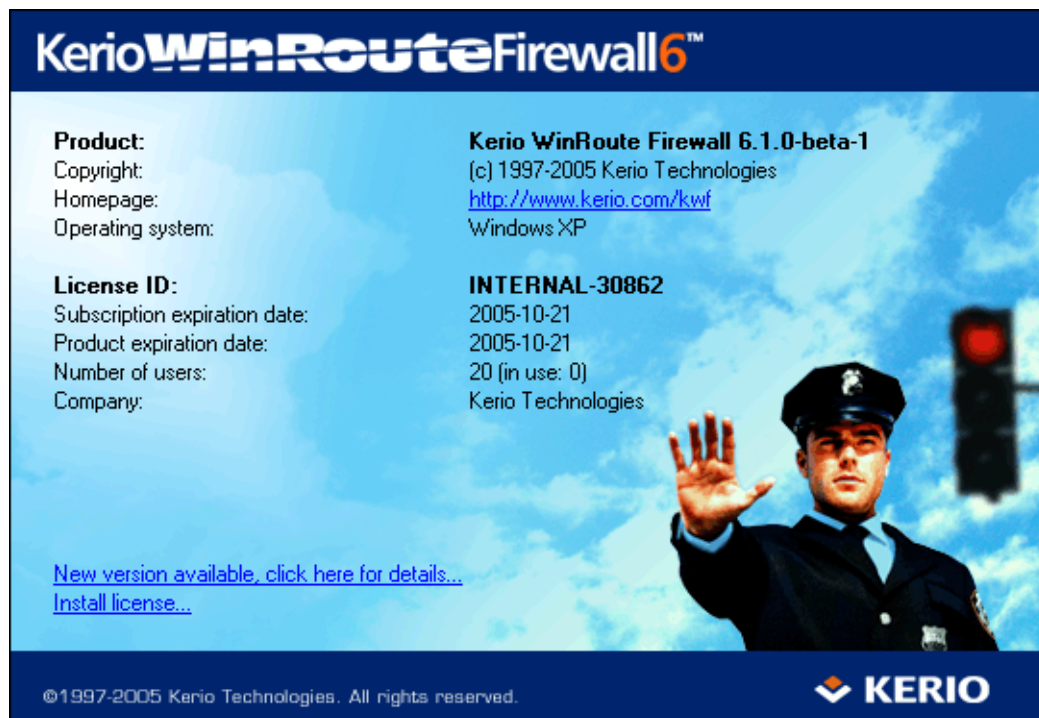 KerioWinRouteFirewall6™
Product: Kerio WinRoute Firewall 6.1.0-beta-1
Copyright: (c) 1997-2005 Kerio Technologies
Homepage: http://www.kerio.com/kwf
Operating system: Windows XP
License ID: INTERNAL-30862
Subscription expiration date: 2005-10-21
Product expiration date: 2005-10-21
Number of users: 20 (in use: 0)
Company: Kerio Technologies
New version available, click here for details...
Install license...
©1997-2005 Kerio Technologies. All rights reserved.
KERIO